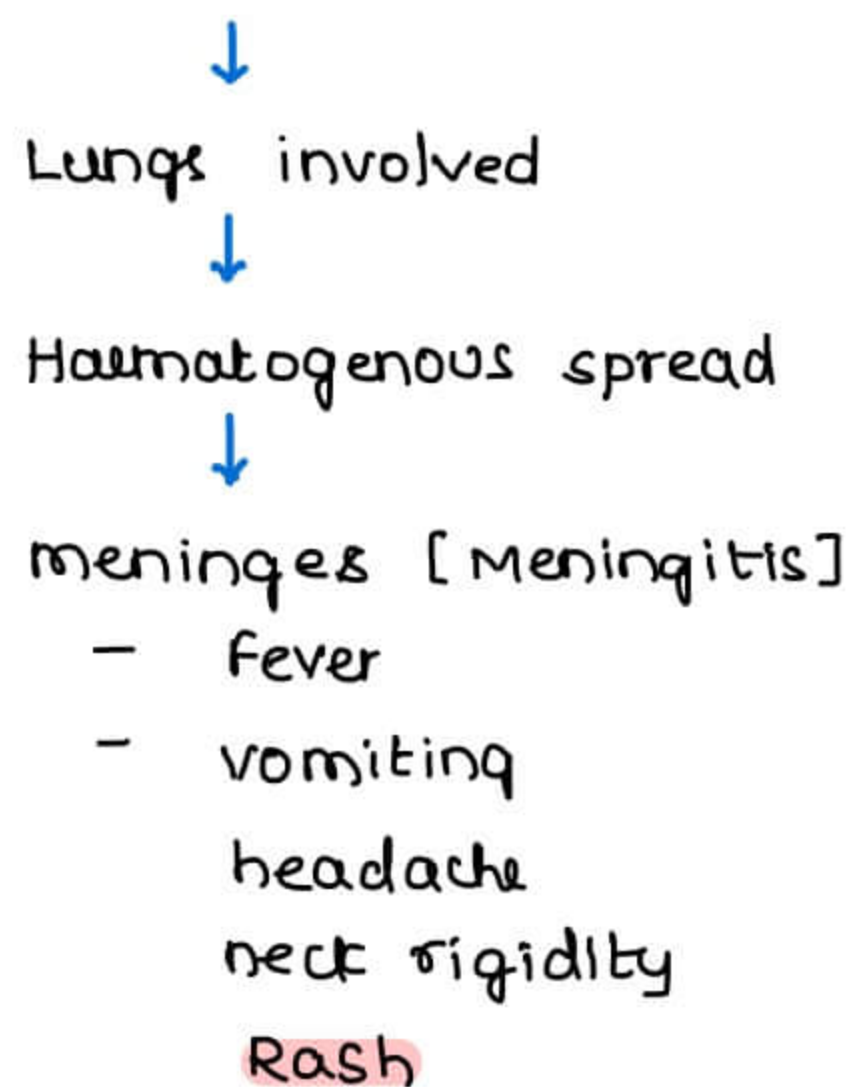 ↓
Lungs involved
↓
Haematogenous spread
↓
meninges [Meningitis]
- Fever
- vomiting
headache
neck rigidity
Rash